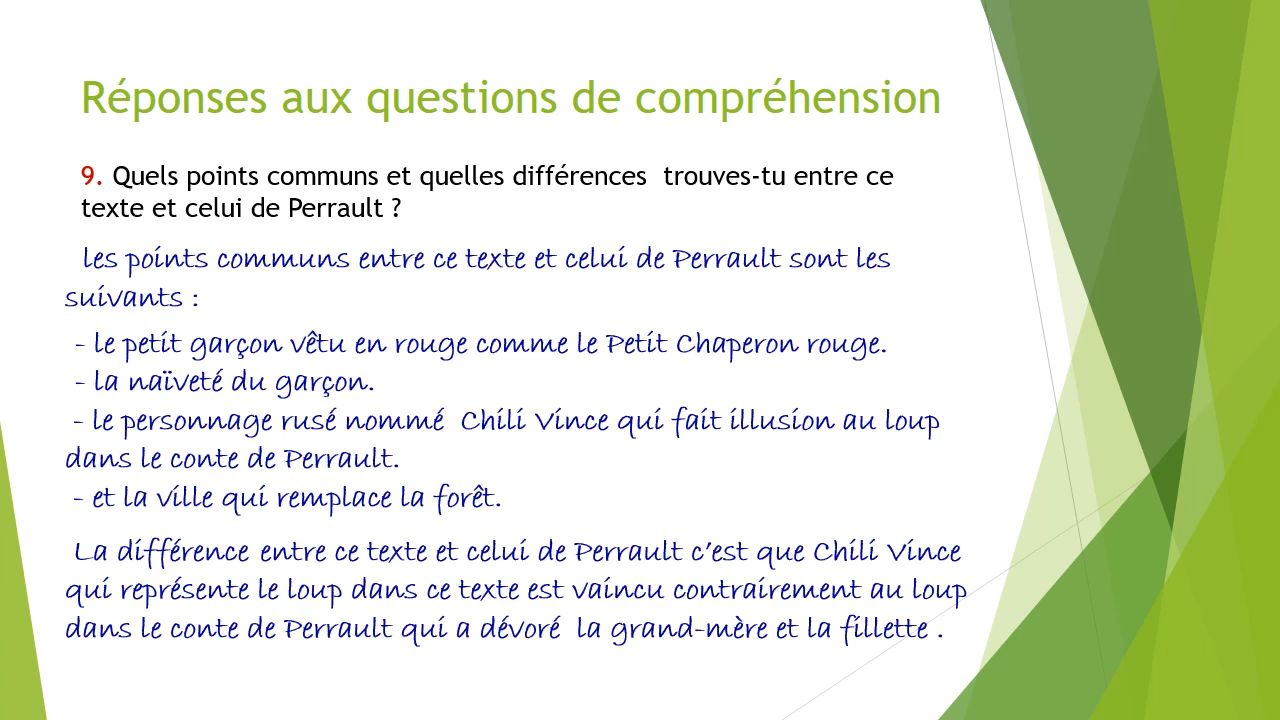 Réponses aux questions de compréhension
9. Quels points communs et quelles différences trouves-tu entre ce
texte et celui de Perrault ?
les points communs entre ce texte et celui de Perrault sont les
suivants :
- le petit garçon vêtu en rouge comme le Petit Chaperon rouge.
- la naïveté du garçon.
- le personnage rusé nommé Chili Vince qui fait illusion au loup
dans le conte de Perrault.
- et la ville qui remplace la forêt.
La différence entre ce texte et celui de Perrault c'est que Chili Vince
qui représente le loup dans ce texte est vaincu contrairement au loup
dans le conte de Perrault qui a dévoré la grand-mère et la fillette .